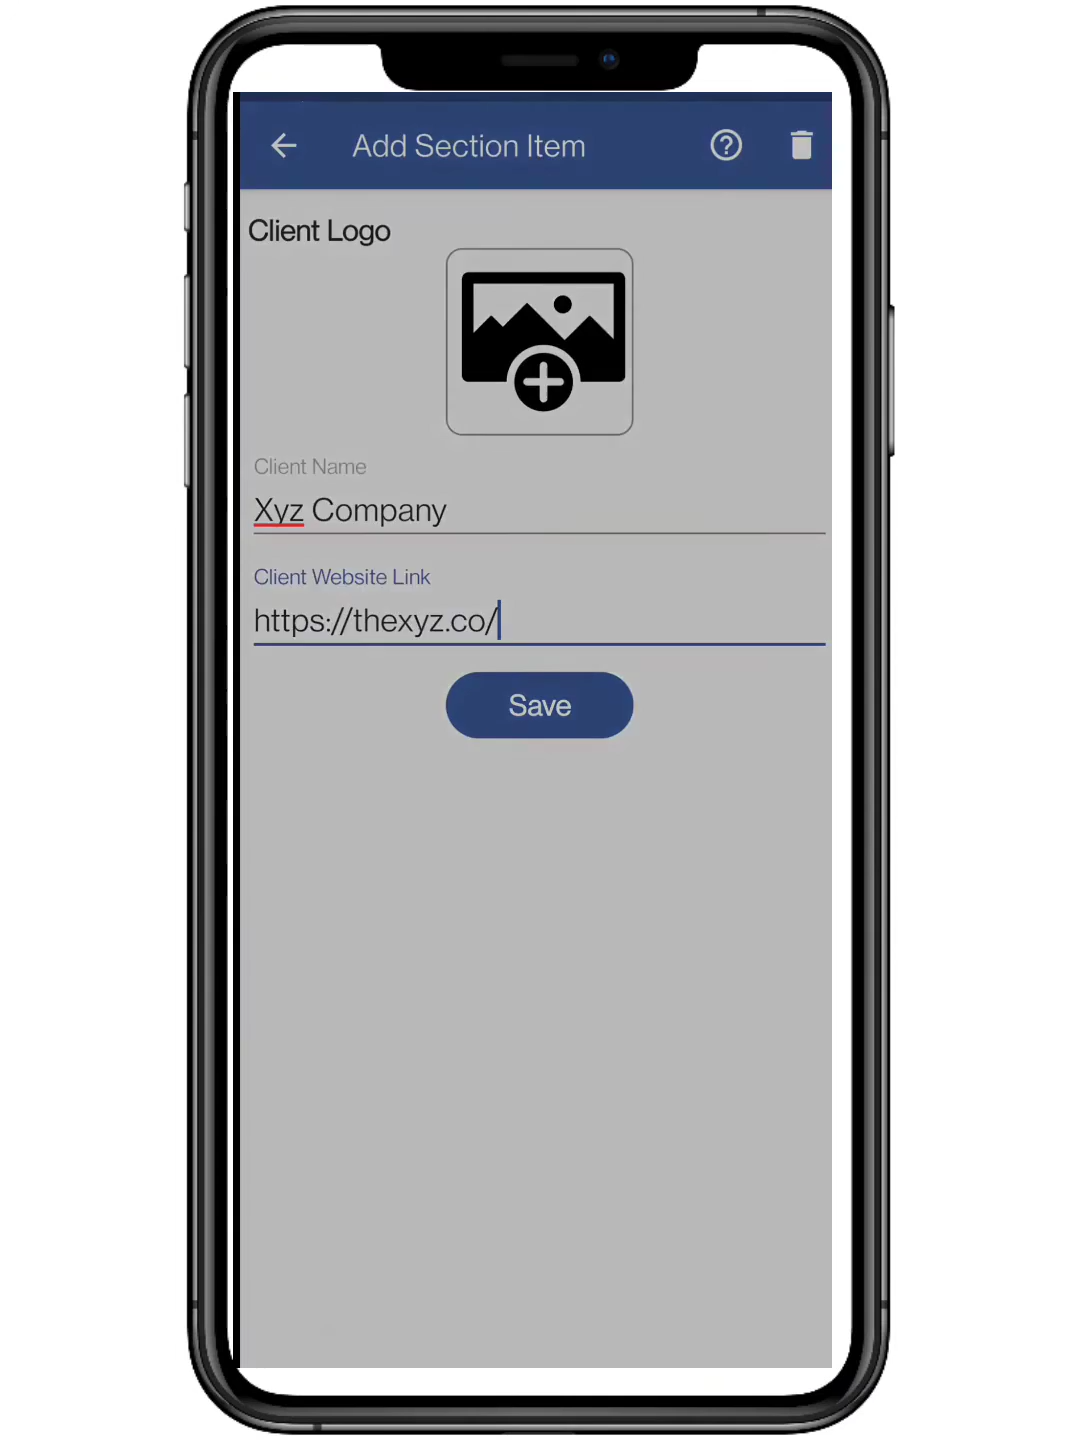 Add Section Item
Client Logo
Client Name
Xyz Company
Client Website Link
https://thexyz.co/
Save